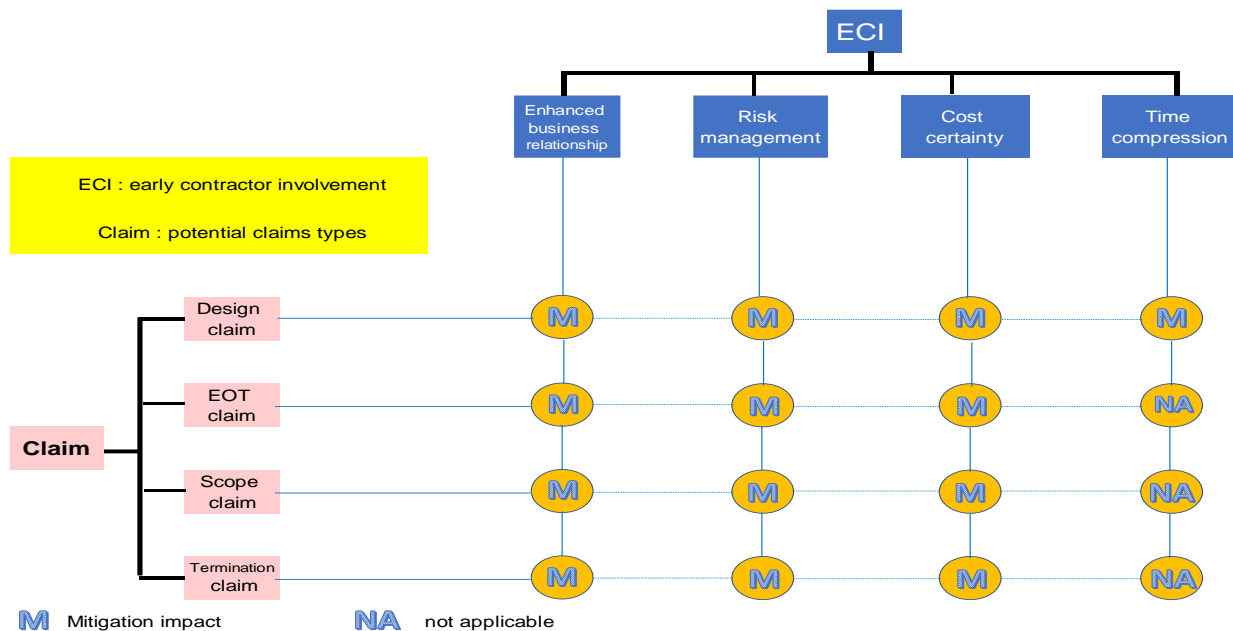 ECI
Enhanced
business
relationship
Risk
management
Cost
certainty
Time
compression
ECI : early contractor involvement
Claim : potential claims types
Claim
Design
claim
M M M M
EOT
claim
M M M NA
Scope
claim
M M M NA
Termination
claim
M M M NA
M Mitigation impact
NA not applicable